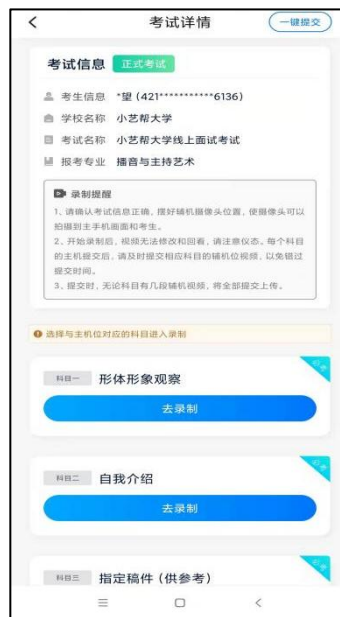 考试详情
一键提交
考试信息 正式考试
考生信息 *望 (421***********6136)
学校名称 小艺帮大学
考试名称 小艺帮大学线上面试考试
报考专业 播音与主持艺术
录制提醒
1、请确认考试信息正确，摆好辅机摄像头位置，使摄像头可以
拍摄到主手机画面和考生。
2、开始录制后，视频无法修改和回看，请注意仪态。每个科目
的主机提交后，请及时提交相应科目的辅机位视频，以免错过
提交时间。
3、提交时，无论科目有几段辅机视频，将全部提交上传。
选择与主机位对应的科目进入录制
科目一 形体形象观察
必考
去录制
科目二 自我介绍
必考
去录制
科目三 指定稿件 (供参考)
必考